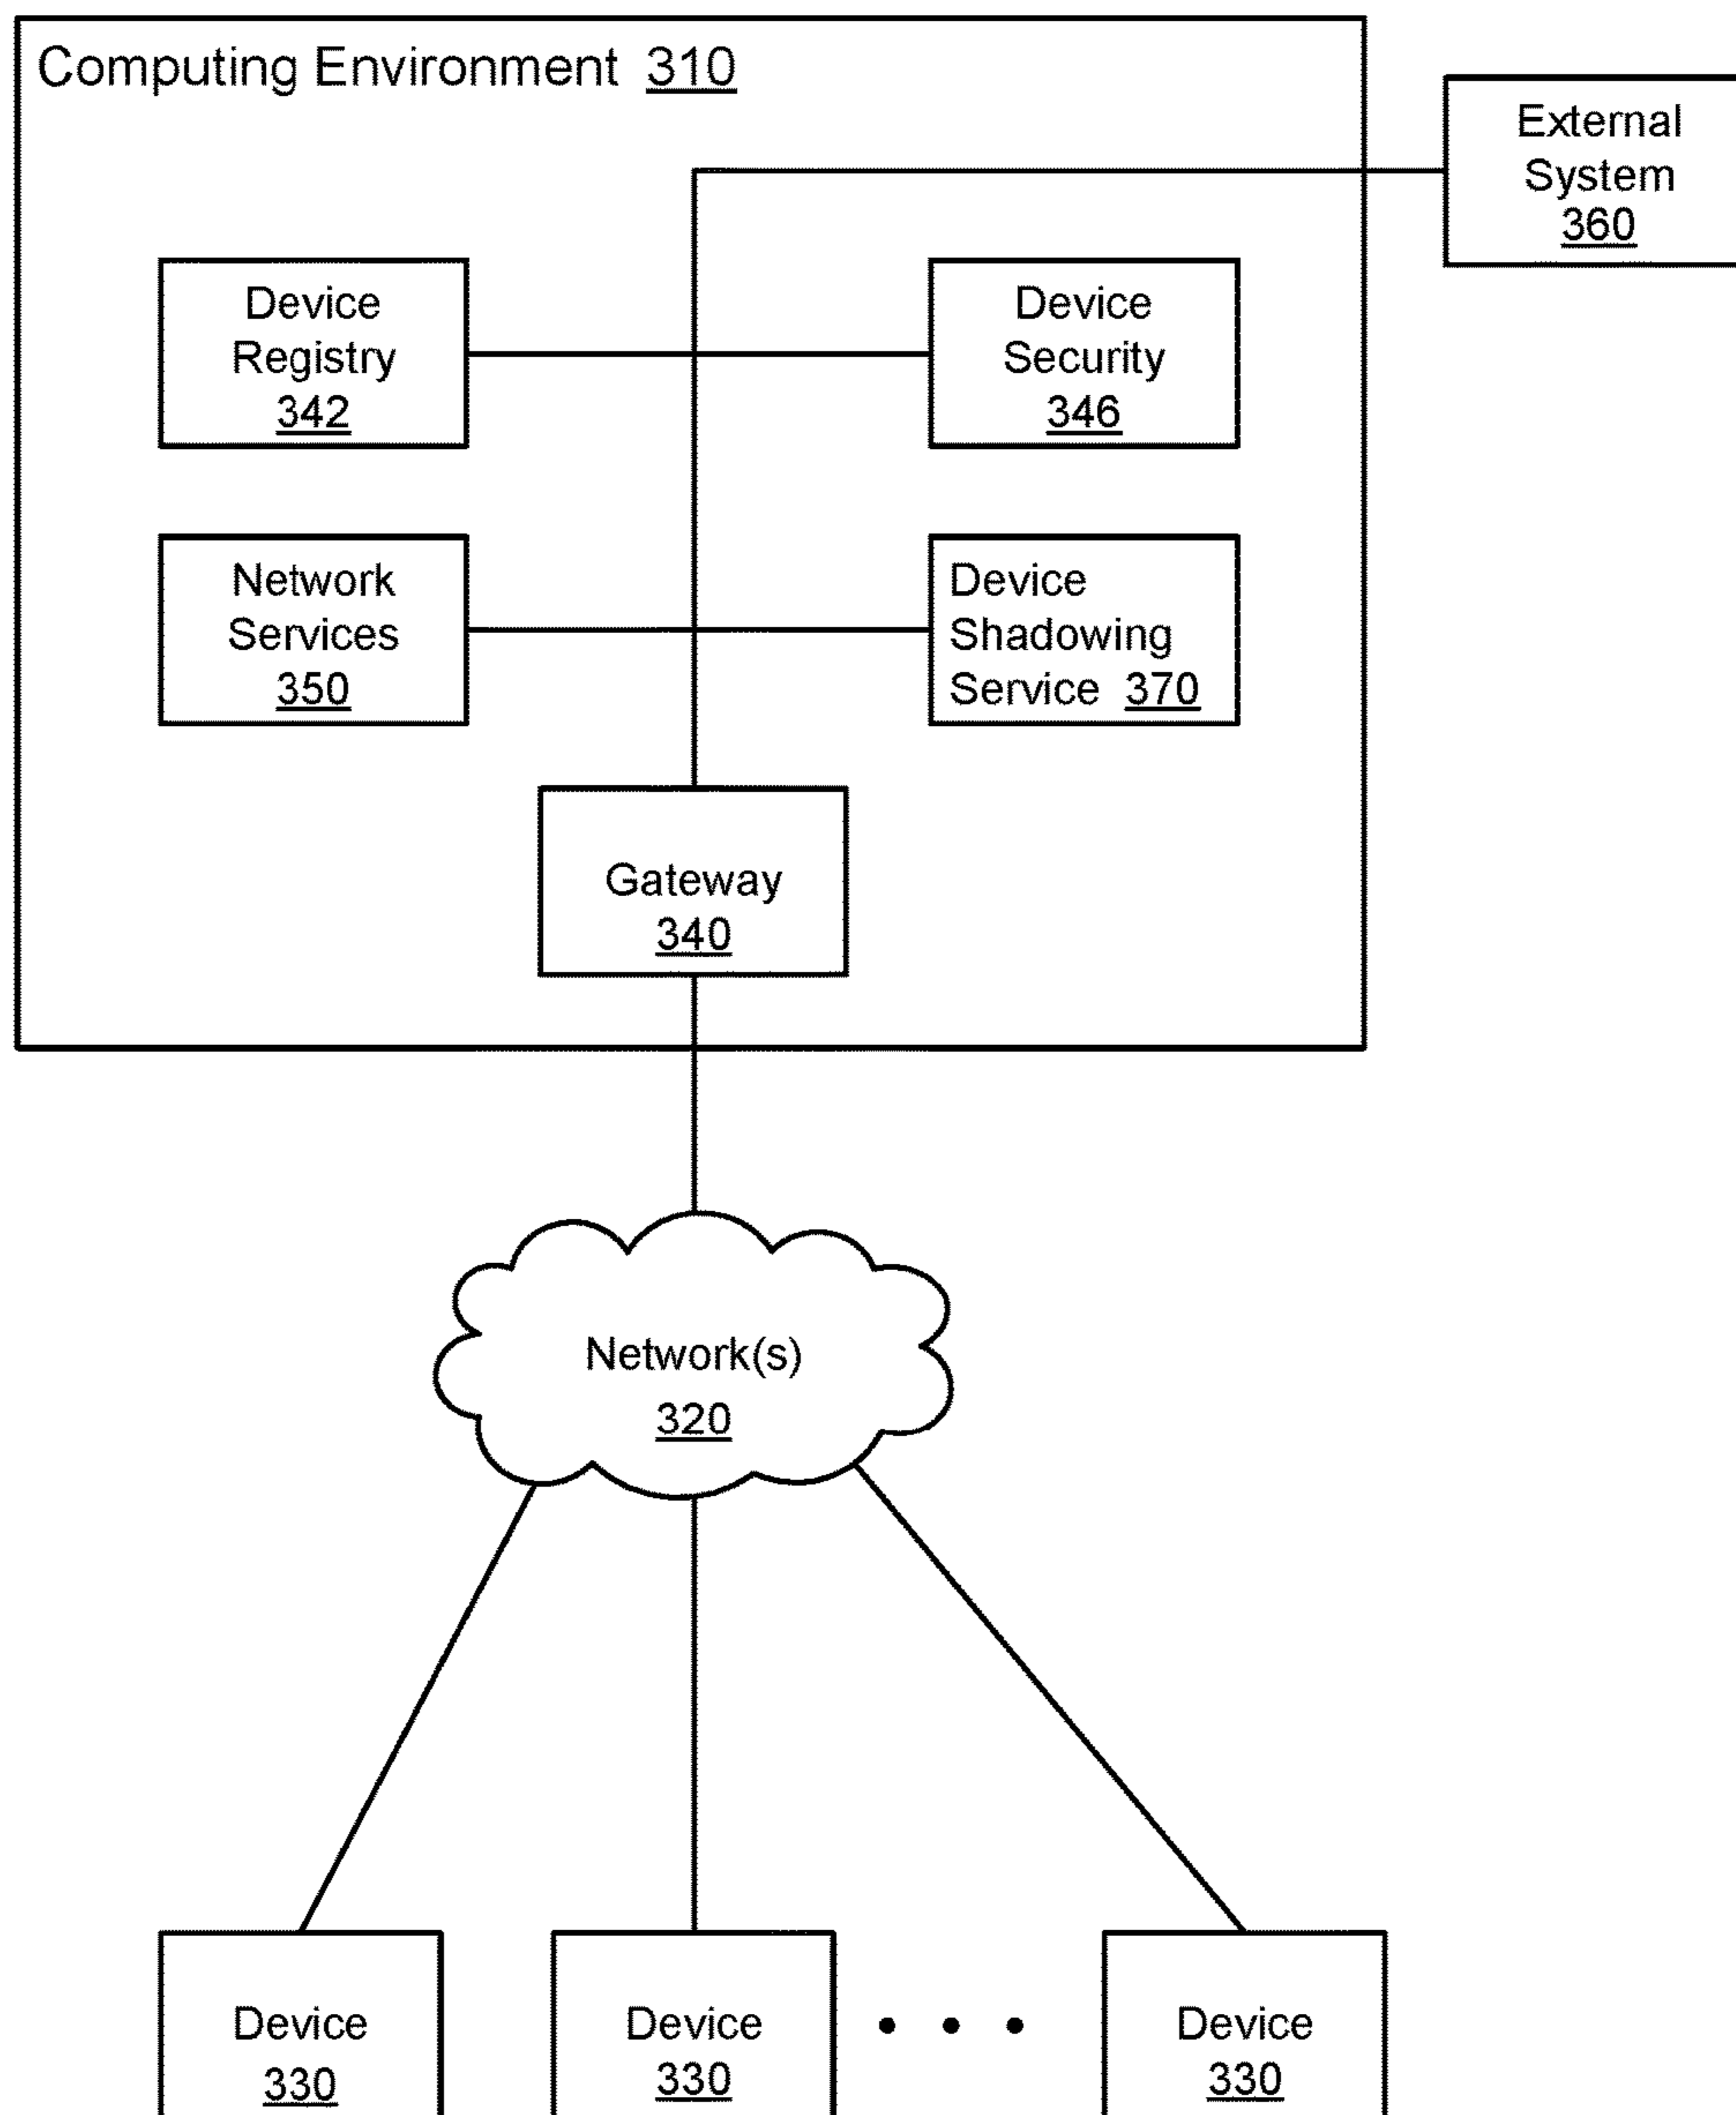 Computing Environment 310
External
System
360
Device
Registry
342
Device
Security
346
Network
Services
350
Device
Shadowing
Service 370
Gateway
340
Network(s)
320
Device
330
Device
330
Device
330